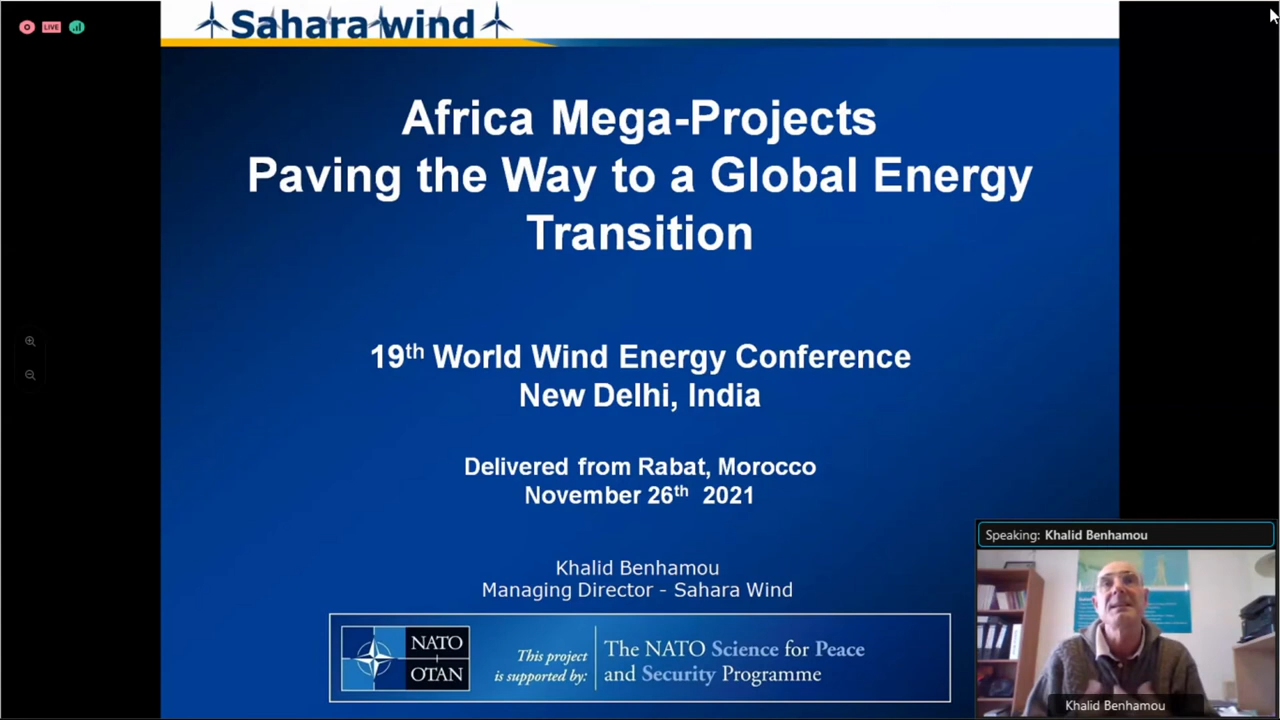 LIVE
Sahara wind
Africa Mega-Projects
Paving the Way to a Global Energy
Transition
19th World Wind Energy Conference
New Delhi, India
Delivered from Rabat, Morocco
November 26th 2021
Khalid Benhamou
Managing Director - Sahara Wind
NATO
OTAN
This project
is supported by:
The NATO Science for Peace
and Security Programme
Speaking: Khalid Benhamou
Khalid Benhamou